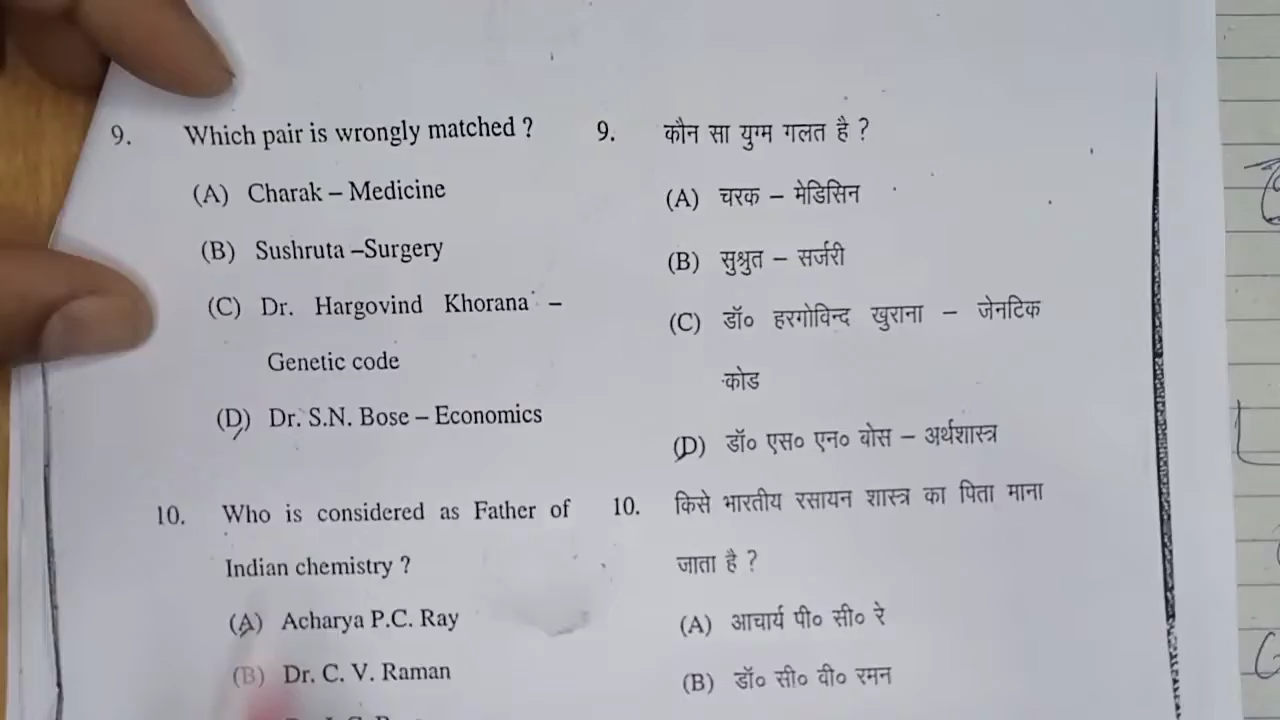 9. Which pair is wrongly matched ?
(A) Charak – Medicine
(B) Sushruta –Surgery
(C) Dr. Hargovind Khorana –
Genetic code
(D) Dr. S.N. Bose – Economics
10. Who is considered as Father of
Indian chemistry ?
(A) Acharya P.C. Ray
(B) Dr. C. V. Raman
9. कौन सा युग्म गलत है ?
(A) चरक – मेडिसिन
(B) सुश्रुत – सर्जरी
(C) डॉ० हरगोविन्द खुराना – जेनटिक
कोड
(D) डॉ० एस० एन० बोस – अर्थशास्त्र
10. किसे भारतीय रसायन शास्त्र का पिता माना
जाता है ?
(A) आचार्य पी० सी० रे
(B) डॉ० सी० वी० रमन